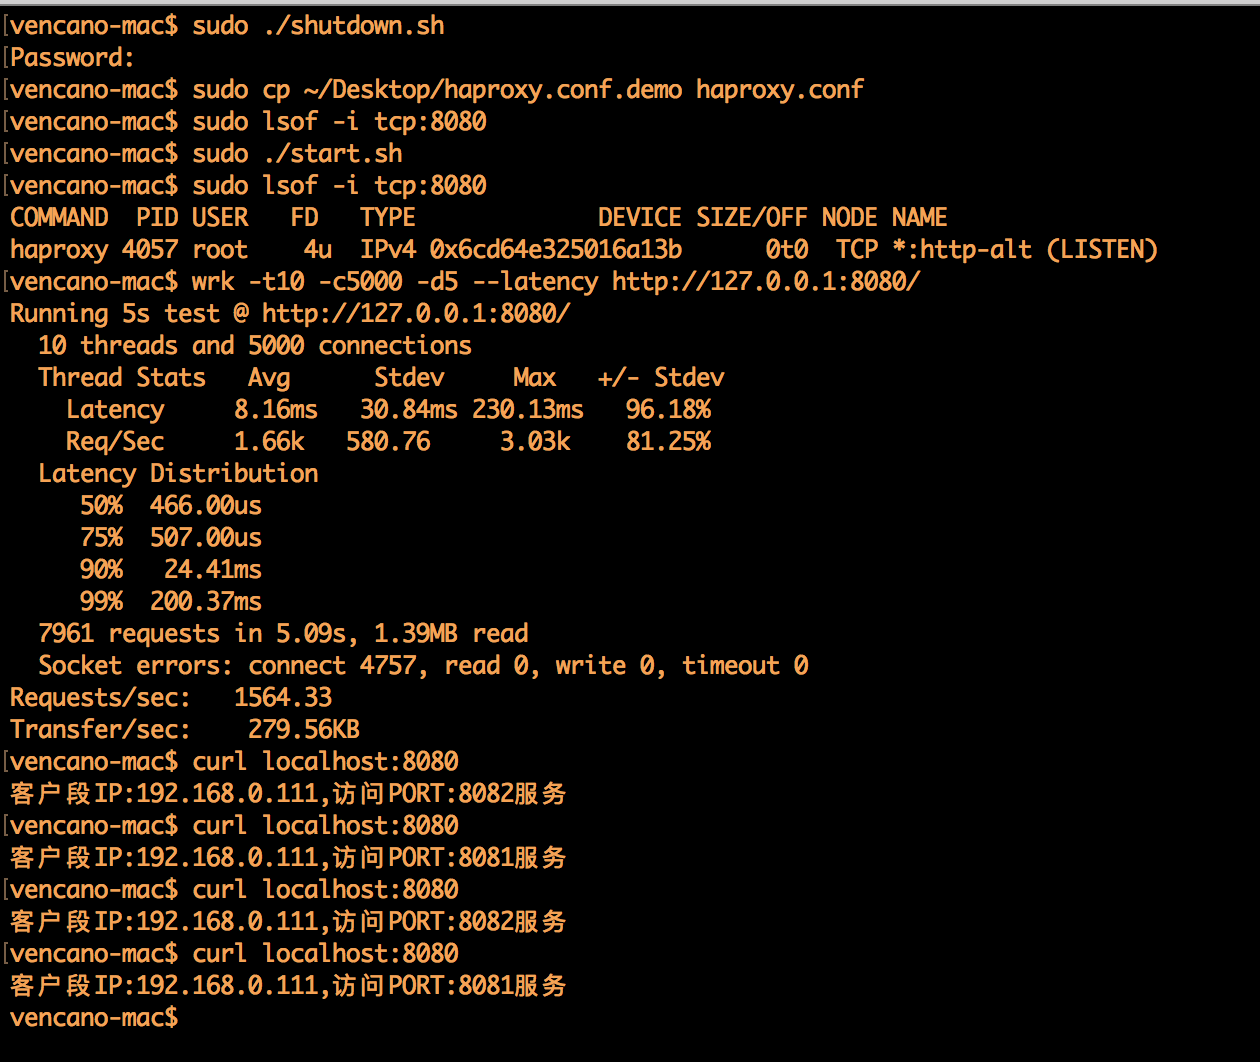 [vencano-mac$ sudo ./shutdown.sh
[Password:
[vencano-mac$ sudo cp ~/Desktop/haproxy.conf.demo haproxy.conf
[vencano-mac$ sudo lsof -i tcp:8080
[vencano-mac$ sudo ./start.sh
[vencano-mac$ sudo lsof -i tcp:8080
COMMAND  PID USER   FD   TYPE             DEVICE SIZE/OFF NODE NAME
haproxy 4057 root    4u  IPv4 0x6cd64e325016a13b      0t0  TCP *:http-alt (LISTEN)
[vencano-mac$ wrk -t10 -c5000 -d5 --latency http://127.0.0.1:8080/
Running 5s test @ http://127.0.0.1:8080/
  10 threads and 5000 connections
  Thread Stats   Avg      Stdev     Max   +/- Stdev
    Latency     8.16ms   30.84ms 230.13ms   96.18%
    Req/Sec     1.66k   580.76     3.03k    81.25%
  Latency Distribution
     50%  466.00us
     75%  507.00us
     90%   24.41ms
     99%  200.37ms
  7961 requests in 5.09s, 1.39MB read
  Socket errors: connect 4757, read 0, write 0, timeout 0
Requests/sec:   1564.33
Transfer/sec:    279.56KB
[vencano-mac$ curl localhost:8080
客户段IP:192.168.0.111,访问PORT:8082服务
[vencano-mac$ curl localhost:8080
客户段IP:192.168.0.111,访问PORT:8081服务
[vencano-mac$ curl localhost:8080
客户段IP:192.168.0.111,访问PORT:8082服务
[vencano-mac$ curl localhost:8080
客户段IP:192.168.0.111,访问PORT:8081服务
vencano-mac$